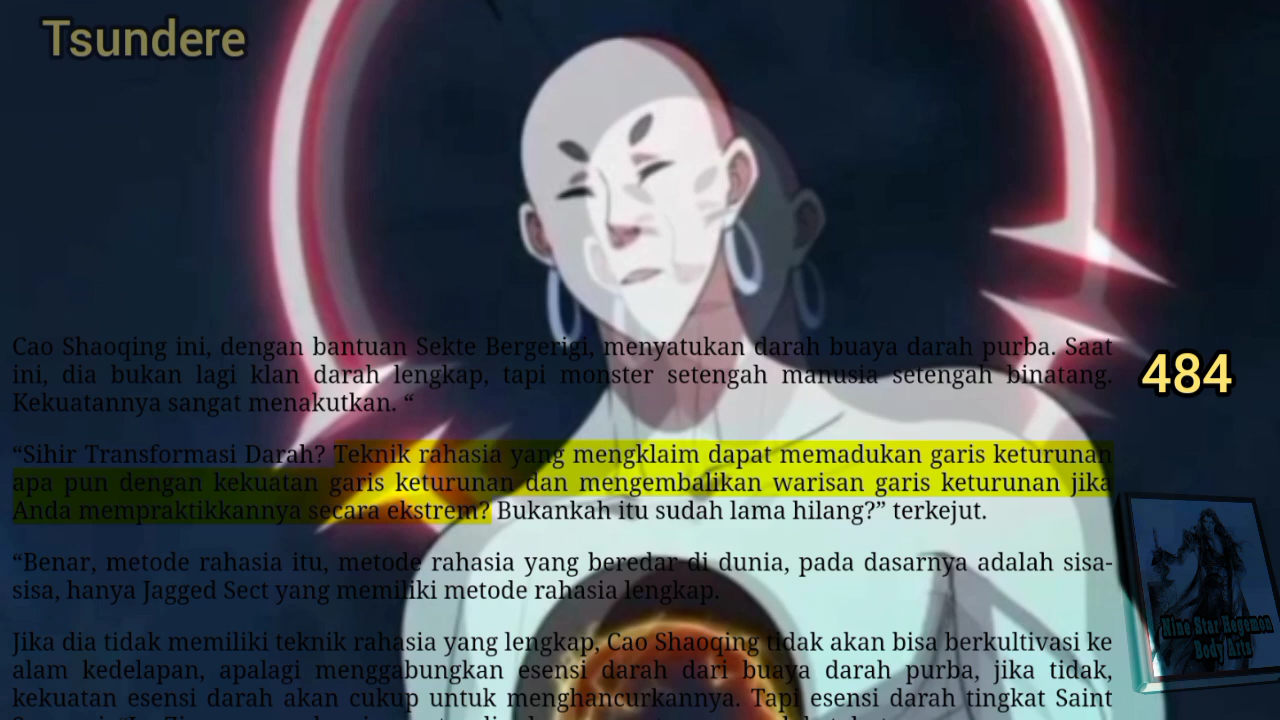 Tsundere
Cao Shaoqing ini, dengan bantuan Sekte Bergerigi, menyatukan darah buaya darah purba. Saat
ini, dia bukan lagi klan darah lengkap, tapi monster setengah manusia setengah binatang.
Kekuatannya sangat menakutkan. “
484
“Sihir Transformasi Darah? Teknik rahasia yang mengklaim dapat memadukan garis keturunan
apa pun dengan kekuatan garis keturunan dan mengembalikan warisan garis keturunan jika
Anda mempraktikkannya secara ekstrem? Bukankah itu sudah lama hilang?” terkejut.
“Benar, metode rahasia itu, metode rahasia yang beredar di dunia, pada dasarnya adalah sisa-
sisa, hanya Jagged Sect yang memiliki metode rahasia lengkap.
Nine Star Hegemon
Body Arts
Jika dia tidak memiliki teknik rahasia yang lengkap, Cao Shaoqing tidak akan bisa berkultivasi ke
alam kedelapan, apalagi menggabungkan esensi darah dari buaya darah purba, jika tidak,
kekuatan esensi darah akan cukup untuk menghancurkannya. Tapi esensi darah tingkat Saint